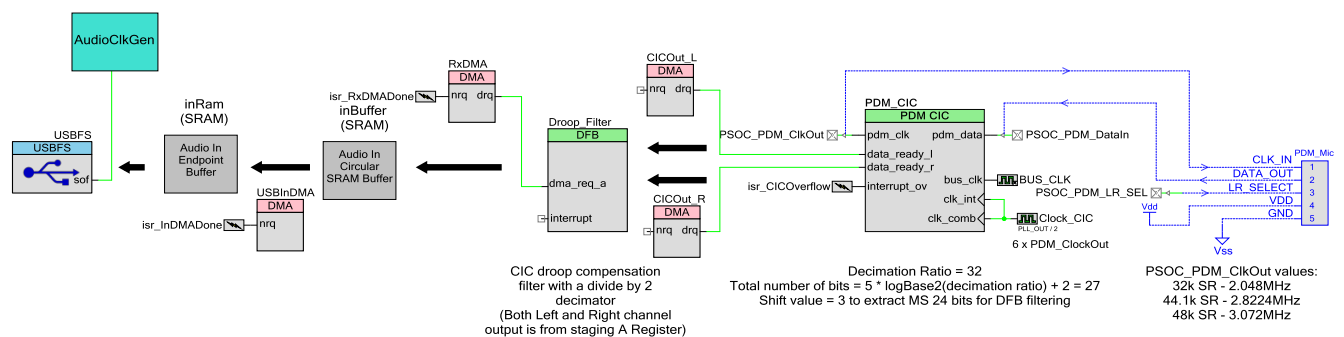 AudioClkGen
USBFS
USBFS
sof
inRam
(SRAM)
Audio In
Endpoint
Buffer
USBInDMA
DMA
isr_InDMADone
nrq
inBuffer
(SRAM)
Audio In
Circular
SRAM Buffer
RxDMA
DMA
isr_RxDMADone
nrq drq
Droop_Filter
DFB
dma_req_a
interrupt
CIC droop compensation
filter with a divide by 2
decimator
(Both Left and Right channel
output is from staging A Register)
CICOut_L
DMA
nrq drq
CICOut_R
DMA
nrq drq
PDM_CIC
PDM CIC
PSOC_PDM_ClkOut
pdm_clk pdm_data
PSOC_PDM_DataIn
data_ready_l
data_ready_r
isr_CICOverflow
interrupt_ov
bus_clk
BUS_CLK
clk_int
clk_comb
Clock_CIC
PLL_OUT / 2
6 x PDM_ClockOut
Decimation Ratio = 32
Total number of bits = 5 * logBase2(decimation ratio) + 2 = 27
Shift value = 3 to extract MS 24 bits for DFB filtering
PDM_Mic
CLK_IN 1
DATA_OUT 2
PSOC_PDM_LR_SEL
LR_SELECT 3
VDD 4
GND 5
Vdd
Vss
PSOC_PDM_ClkOut values:
32k SR - 2.048MHz
44.1k SR - 2.8224MHz
48k SR - 3.072MHz